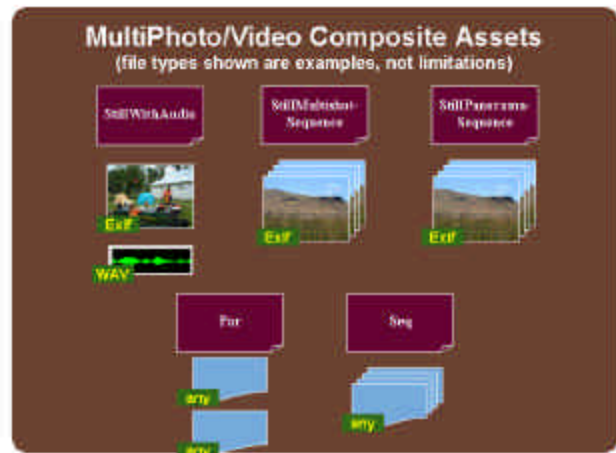 MultiPhoto/Video Composite Assets
(file types shown are examples, not limitations)
StillWithAudio
StillMultishot-
Sequence
StillPanorama-
Sequence
Exif
Exif
Exif
WAV
Par
Seq
any
any
any